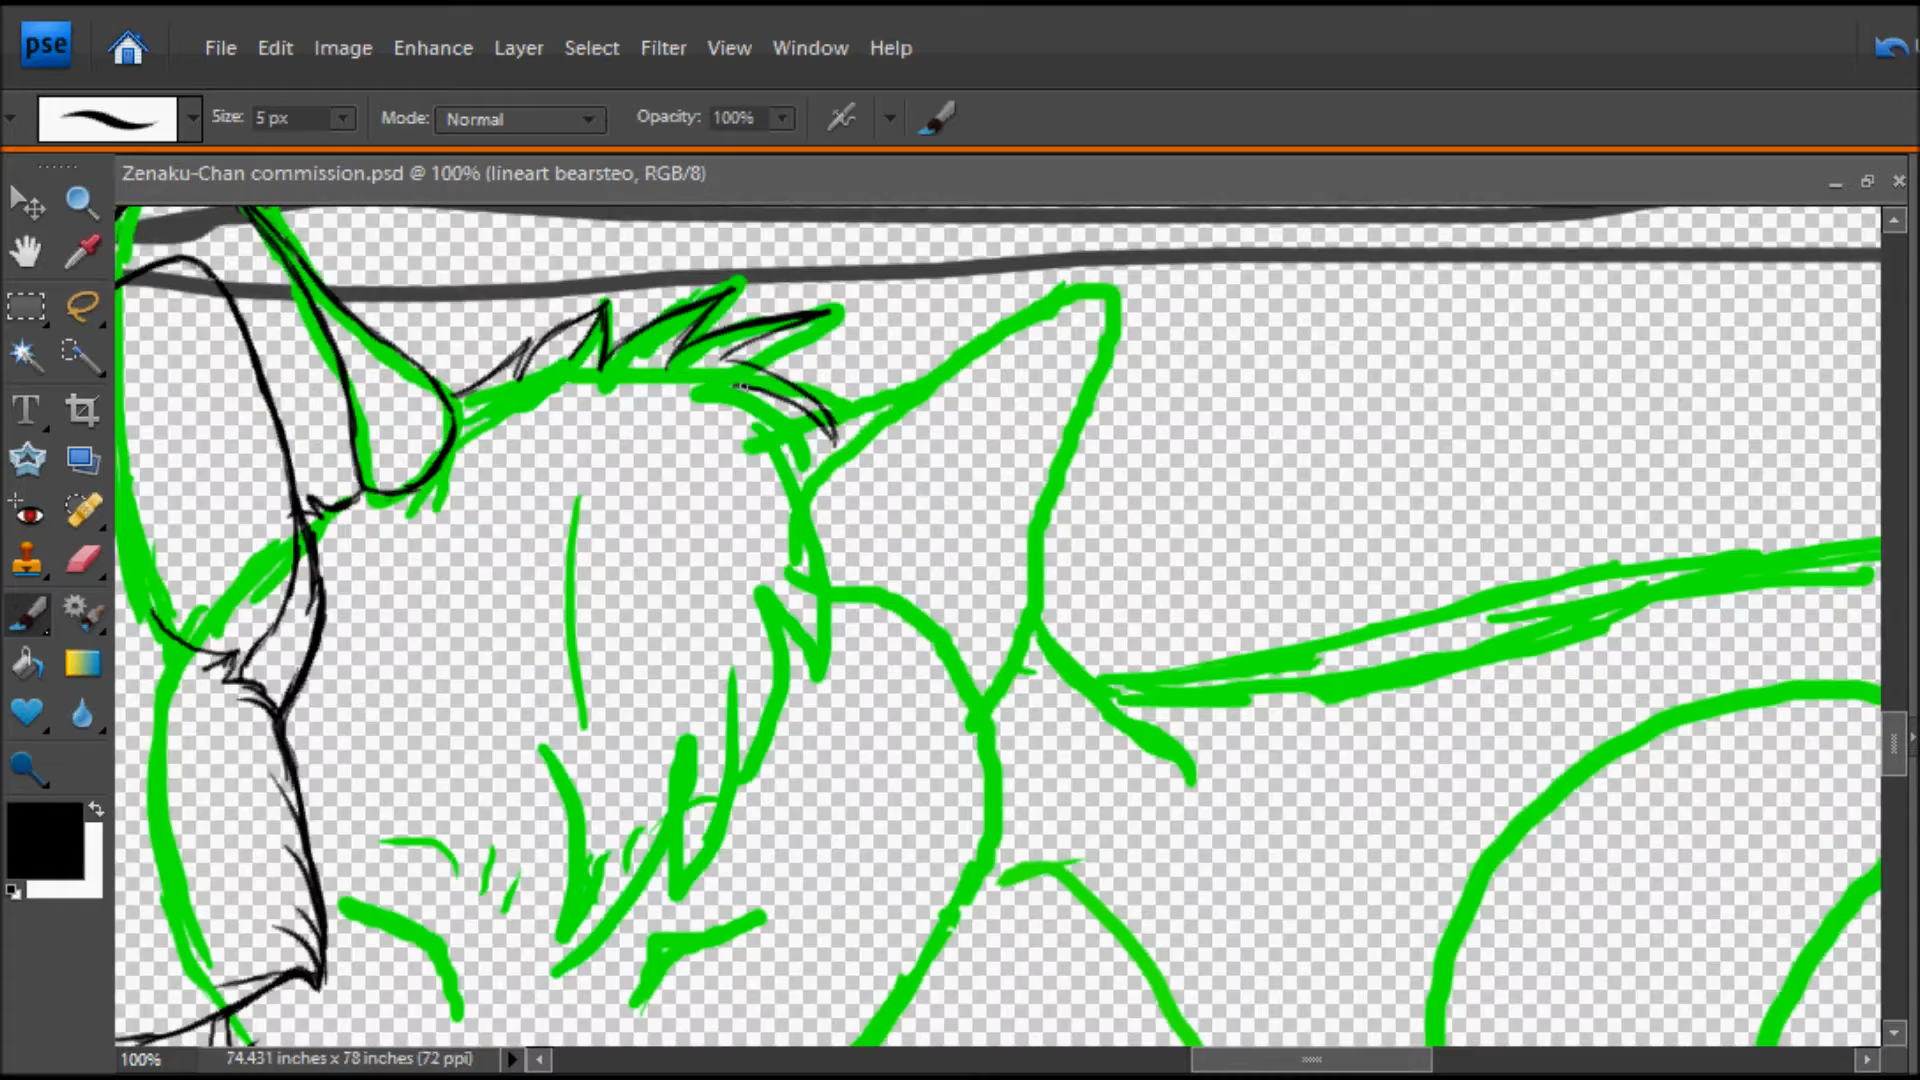 pse File Edit Image Enhance Layer Select Filter View Window Help
Size: 5 px Mode: Normal Opacity: 100%
Zenaku-Chan commission.psd @ 100% (lineart bearsteo, RGB/8)
T
100% 74.431 inches x 78 inches (72 ppi)